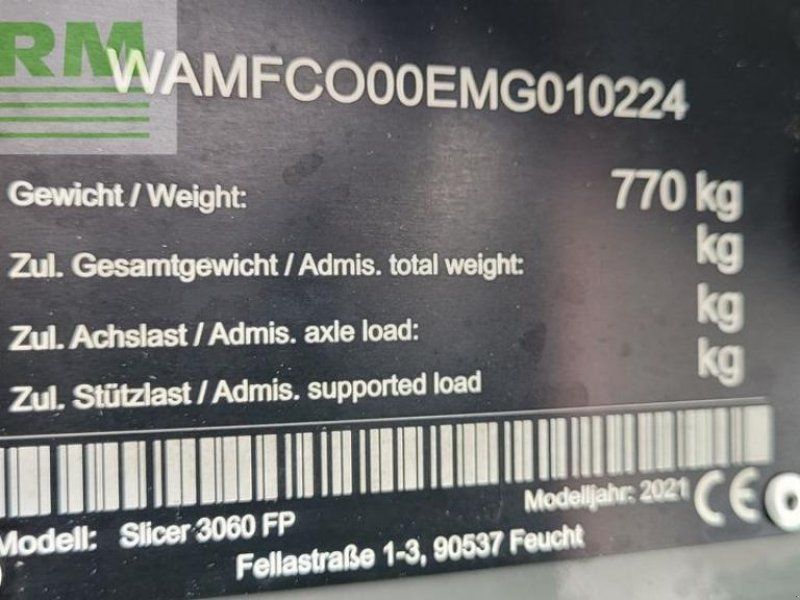 RM
WAMFCO00EMG010224
Gewicht / Weight: 770 kg
Zul. Gesamtgewicht / Admis. total weight: kg
Zul. Achslast / Admis. axle load: kg
Zul. Stützlast / Admis. supported load kg
Modelljahr: 2021 CE
Modell: Slicer 3060 FP
Fellastraße 1-3, 90537 Feucht